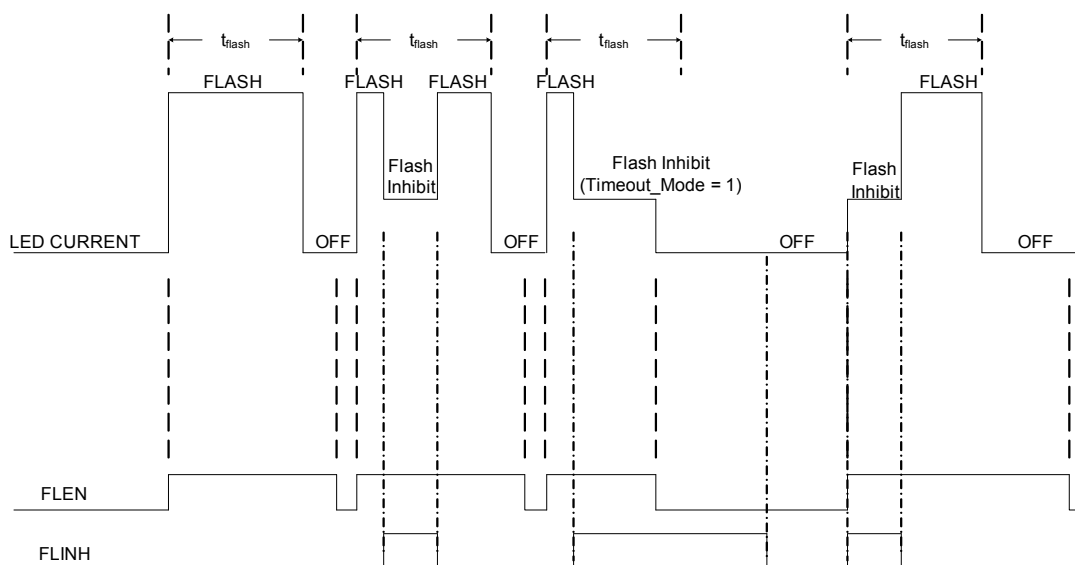 tflash tflash tflash tflash
FLASH FLASH FLASH FLASH FLASH
Flash
Inhibit
Flash Inhibit
(Timeout_Mode = 1)
Flash
Inhibit
LED CURRENT OFF OFF OFF OFF
FLEN
FLINH